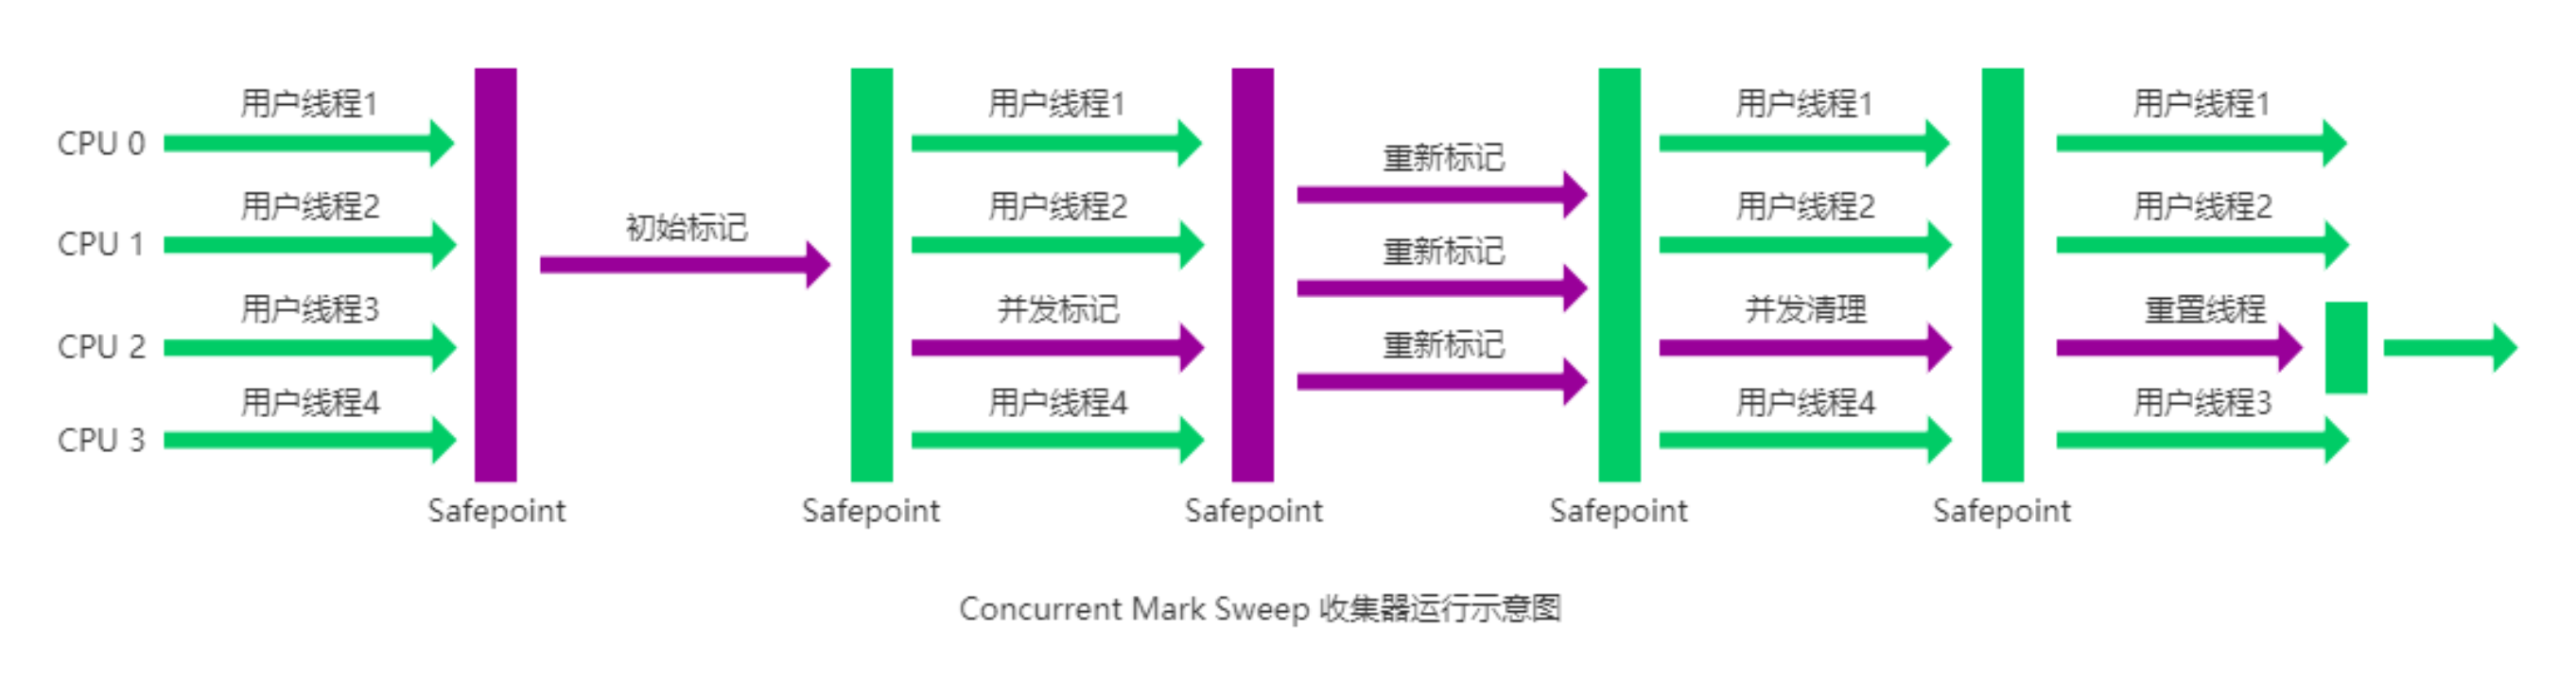 用户线程1
用户线程1
用户线程1
用户线程1
CPU 0
重新标记
用户线程2
用户线程2
用户线程2
用户线程2
初始标记
CPU 1
重新标记
用户线程3
并发标记
并发清理
重置线程
CPU 2
重新标记
用户线程4
用户线程4
用户线程4
用户线程3
CPU 3
Safepoint
Safepoint
Safepoint
Safepoint
Safepoint
Concurrent Mark Sweep 收集器运行示意图